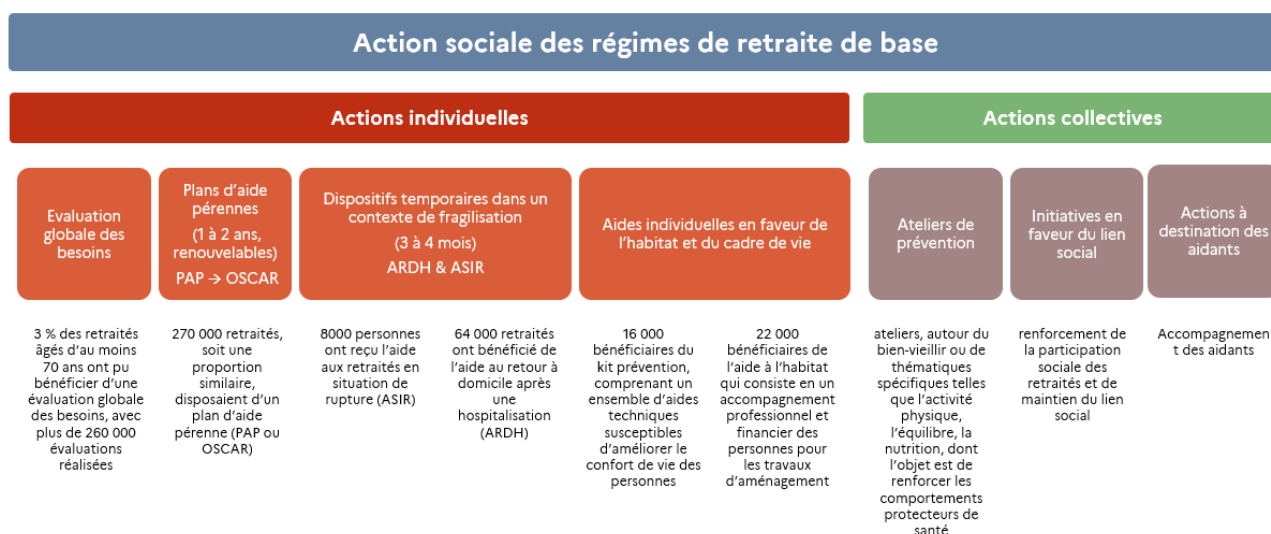 Action sociale des régimes de retraite de base
Actions individuelles
Actions collectives
Evaluation
globale des
besoins
Plans d'aide
pérennes
(1 à 2 ans,
renouvelables)
PAP → OSCAR
Dispositifs temporaires dans un
contexte de fragilisation
(3 à 4 mois)
ARDH & ASIR
Aides individuelles en faveur de
l'habitat et du cadre de vie
Ateliers de
prévention
Initiatives en
faveur du lien
social
Actions à
destination des
aidants
3 % des retraités
âgés d'au moins
70 ans ont pu
bénéficier d'une
évaluation globale
des besoins, avec
plus de 260 000
évaluations
réalisées
270 000 retraités,
soit une
proportion
similaire,
disposaient d'un
plan d'aide
pérenne (PAP ou
OSCAR)
8000 personnes
ont reçu l'aide
aux retraités en
situation de
rupture (ASIR)
64 000 retraités
ont bénéficié de
l'aide au retour à
domicile après
une
hospitalisation
(ARDH)
16 000
bénéficiaires du
kit prévention,
comprenant un
ensemble d'aides
techniques
susceptibles
d'améliorer le
confort de vie des
personnes
22 000
bénéficiaires de
l'aide à l'habitat
qui consiste en un
accompagnement
professionnel et
financier des
personnes pour
les travaux
d'aménagement
ateliers, autour du
bien-vieillir ou de
thématiques
spécifiques telles
que l'activité
physique,
l'équilibre, la
nutrition, dont
l'objet est de
renforcer les
comportements
protecteurs de
santé
renforcement de
la participation
sociale des
retraités et de
maintien du lien
social
Accompagnemen
t des aidants